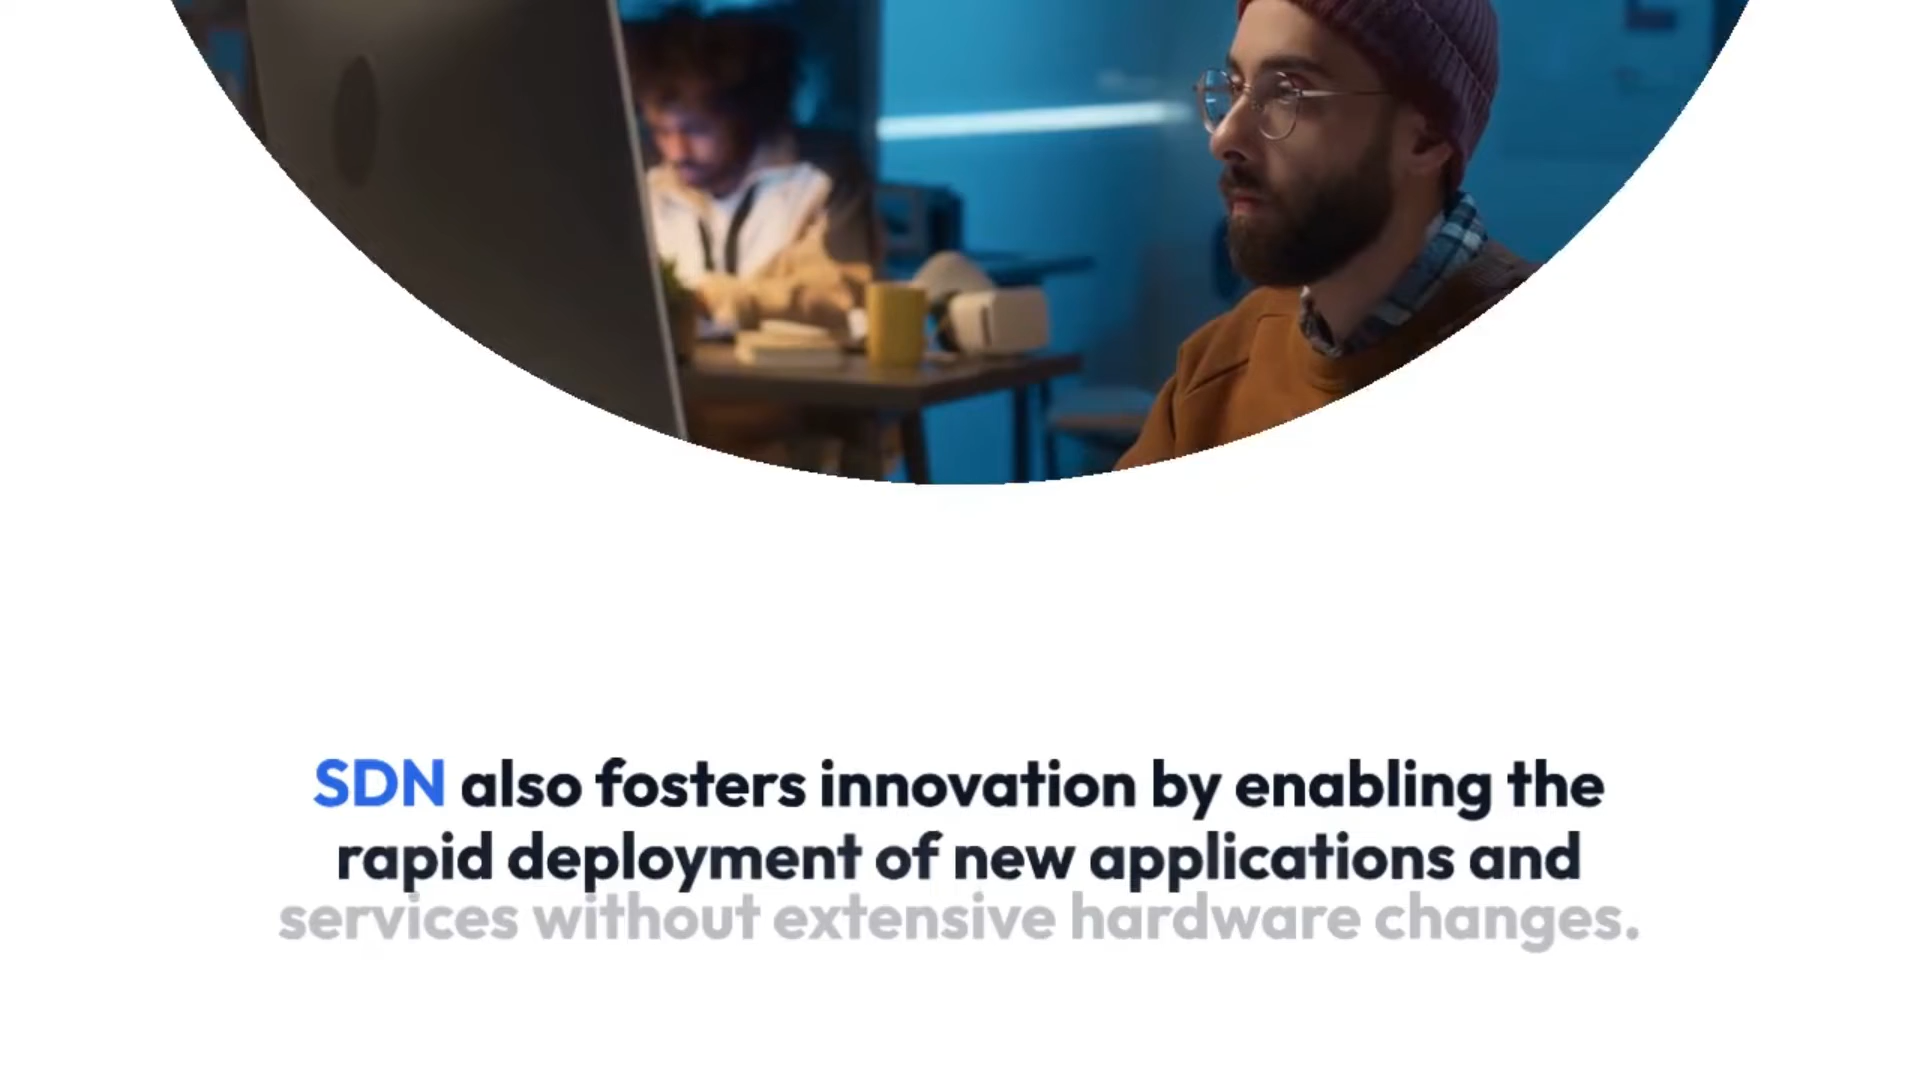 SDN also fosters innovation by enabling the
rapid deployment of new applications and
services without extensive hardware changes.